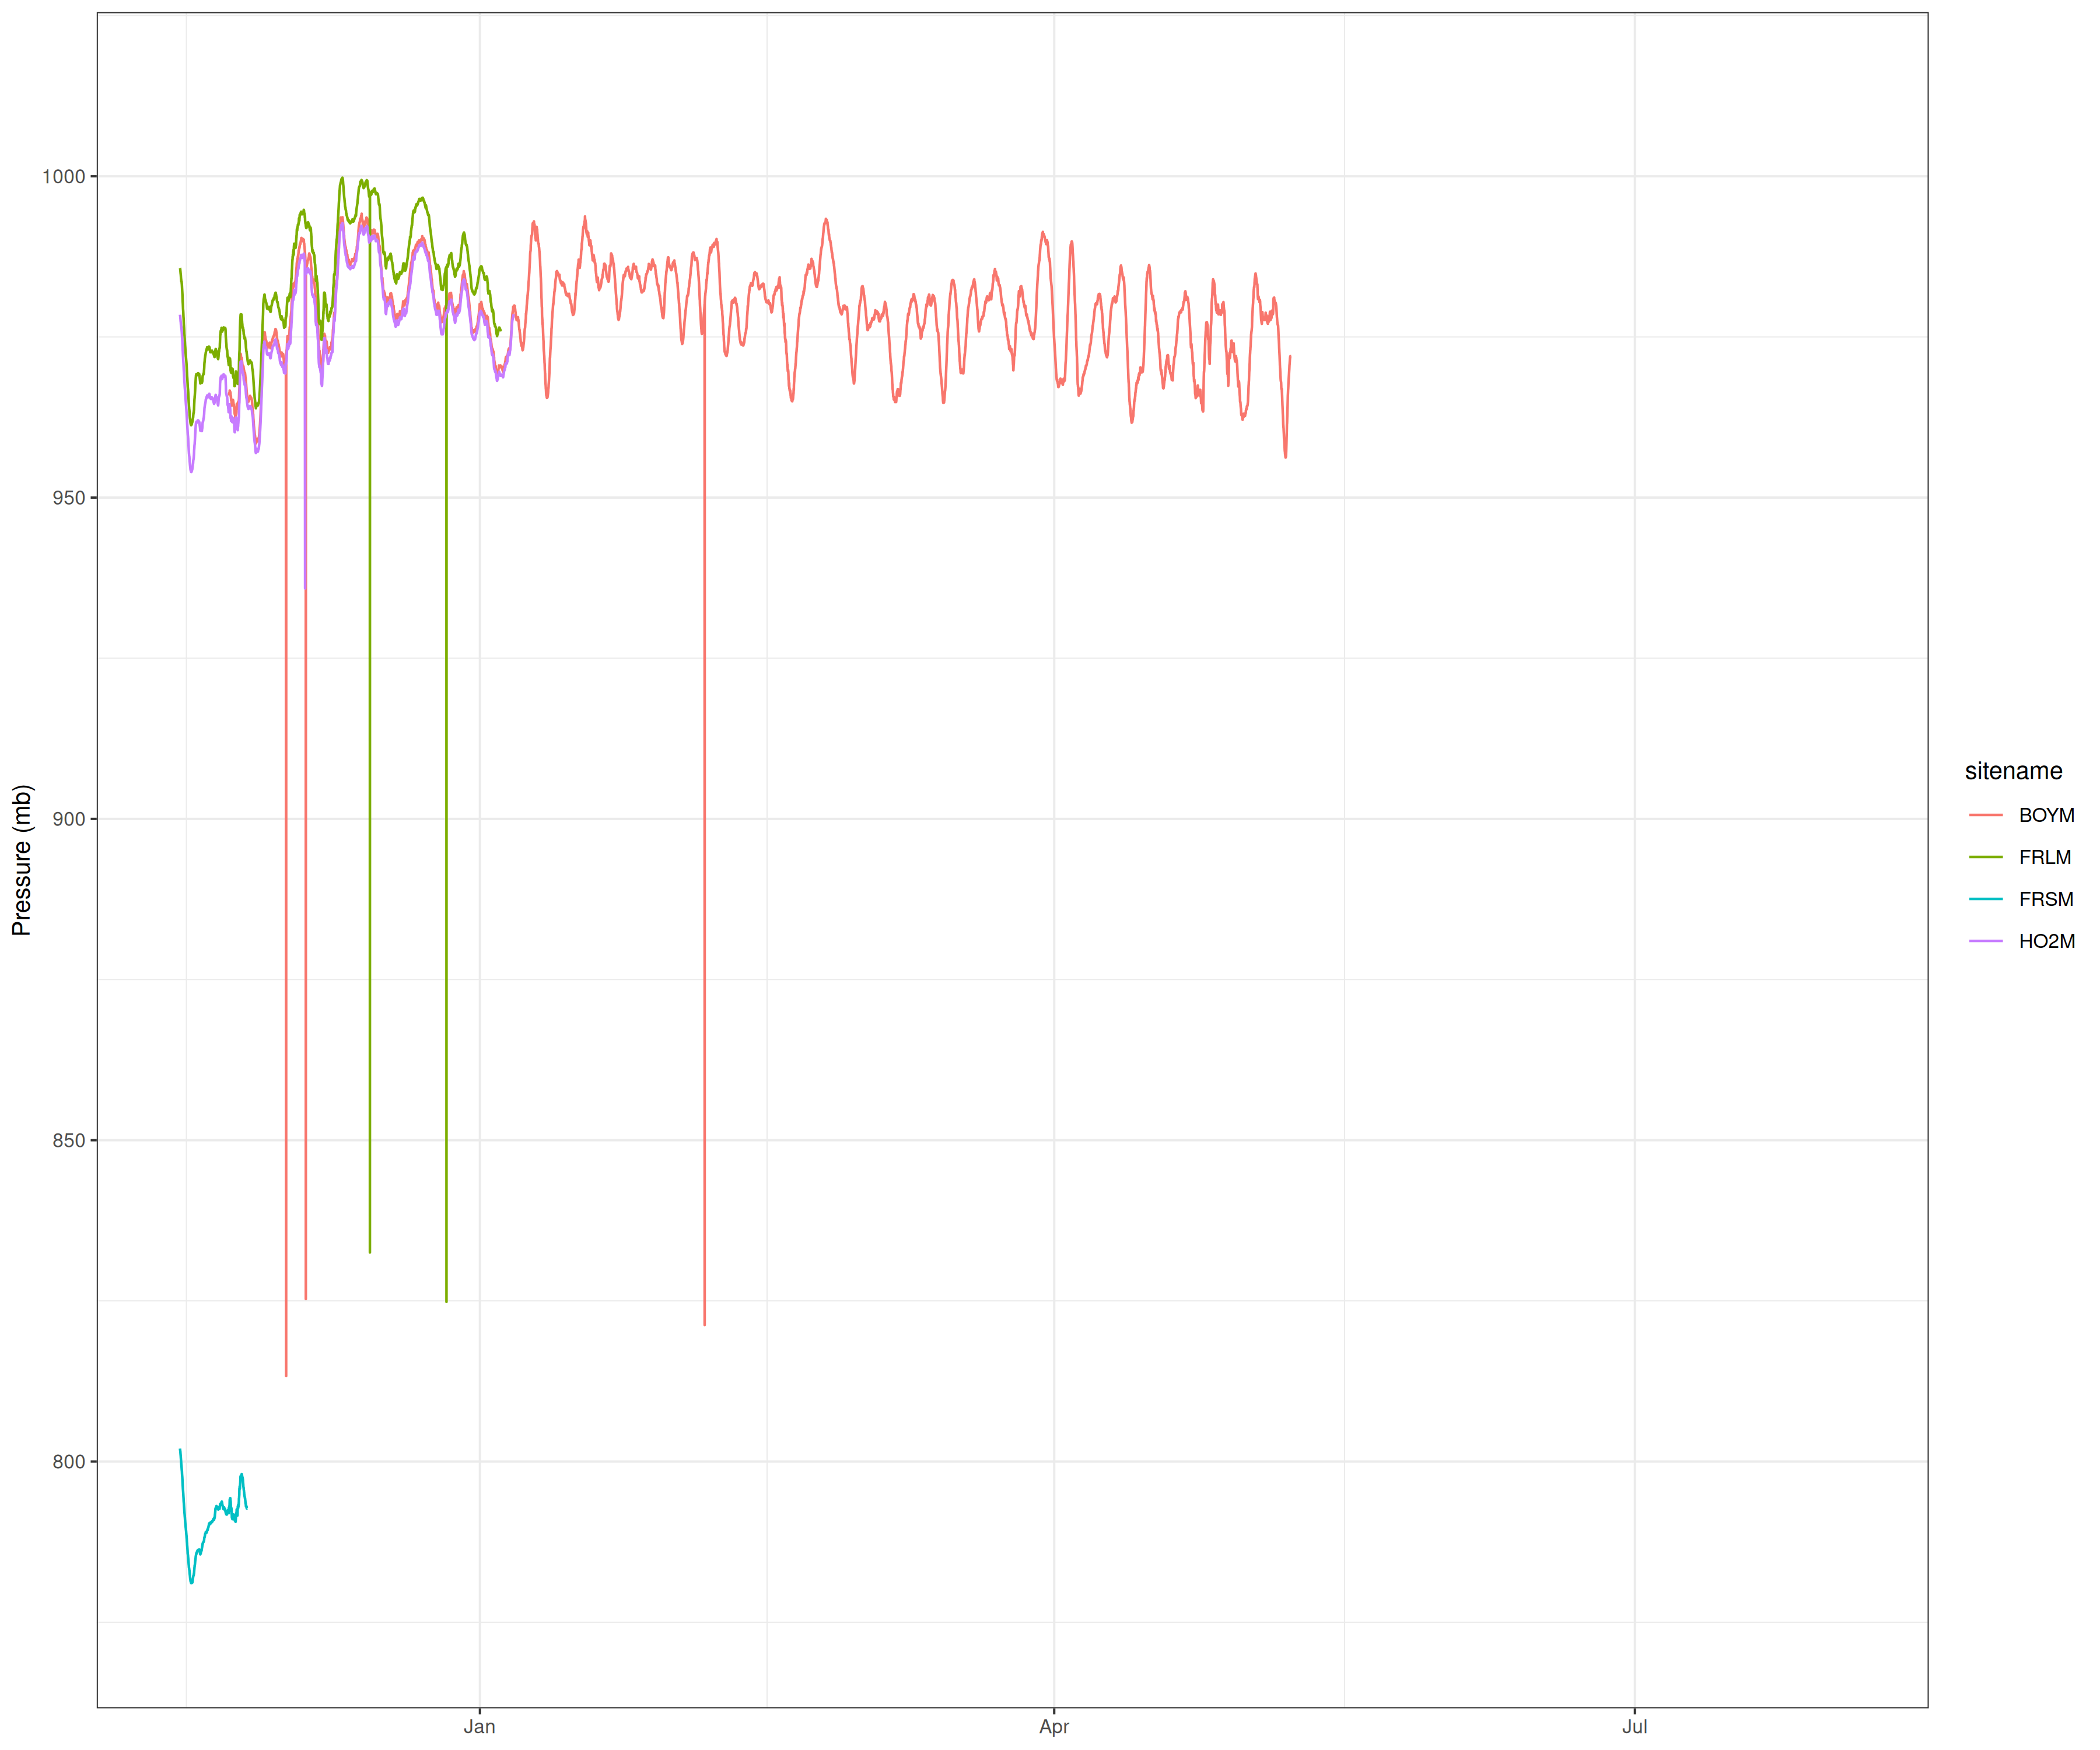 1000
950
900
850
800
Pressure (mb)
Jan
Apr
Jul
sitename
BOYM
FRLM
FRSM
HO2M